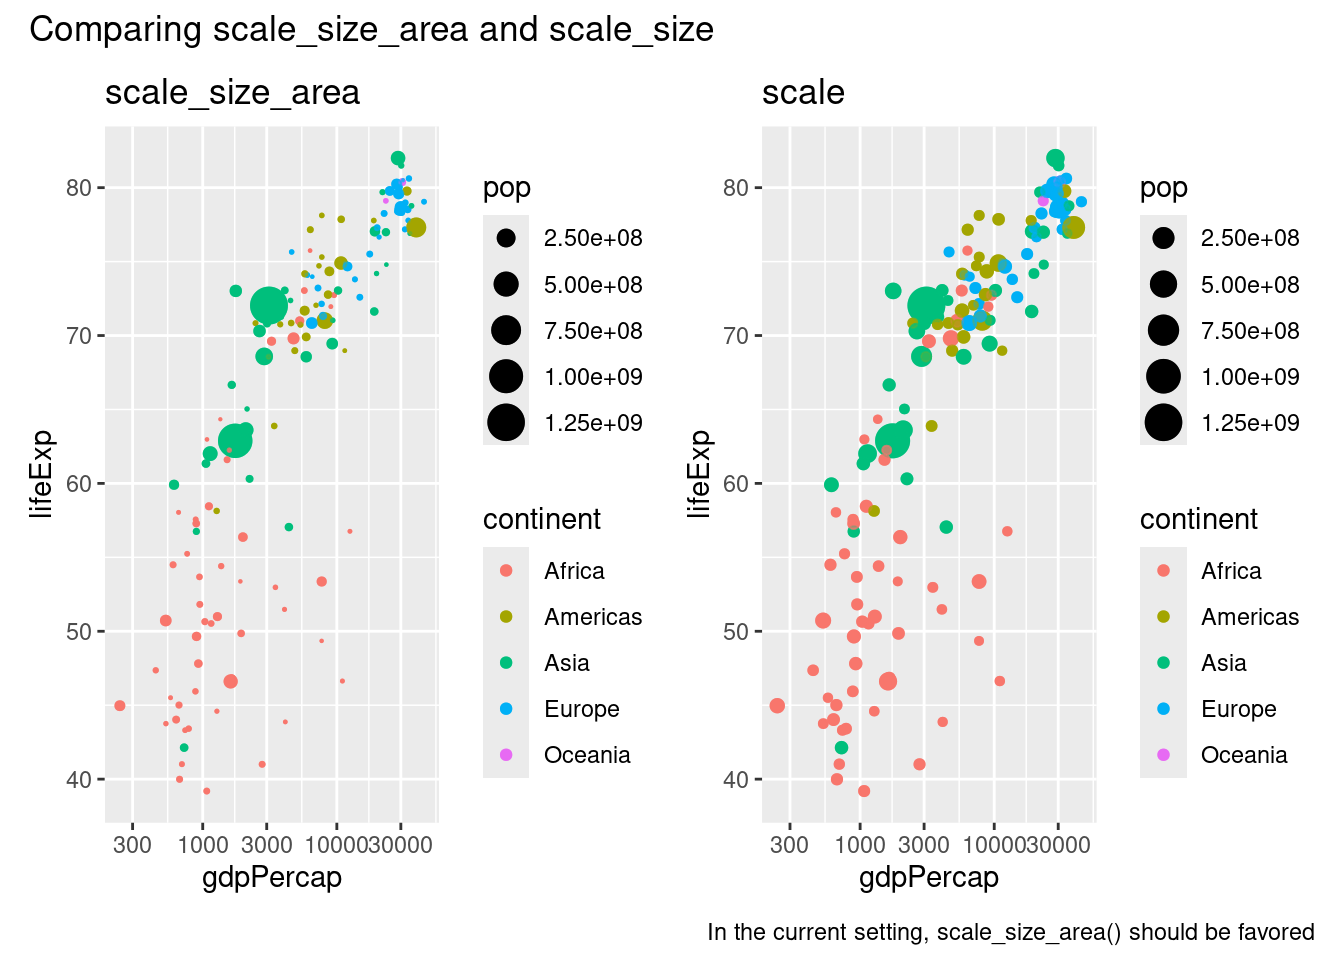 Comparing scale_size_area and scale_size
scale_size_area
lifeExp
80
70
60
50
40
300
1000
3000
10000
30000
gdpPercap
pop
2.50e+08
5.00e+08
7.50e+08
1.00e+09
1.25e+09
continent
Africa
Americas
Asia
Europe
Oceania
scale
lifeExp
80
70
60
50
40
300
1000
3000
10000
30000
gdpPercap
pop
2.50e+08
5.00e+08
7.50e+08
1.00e+09
1.25e+09
continent
Africa
Americas
Asia
Europe
Oceania
In the current setting, scale_size_area() should be favored